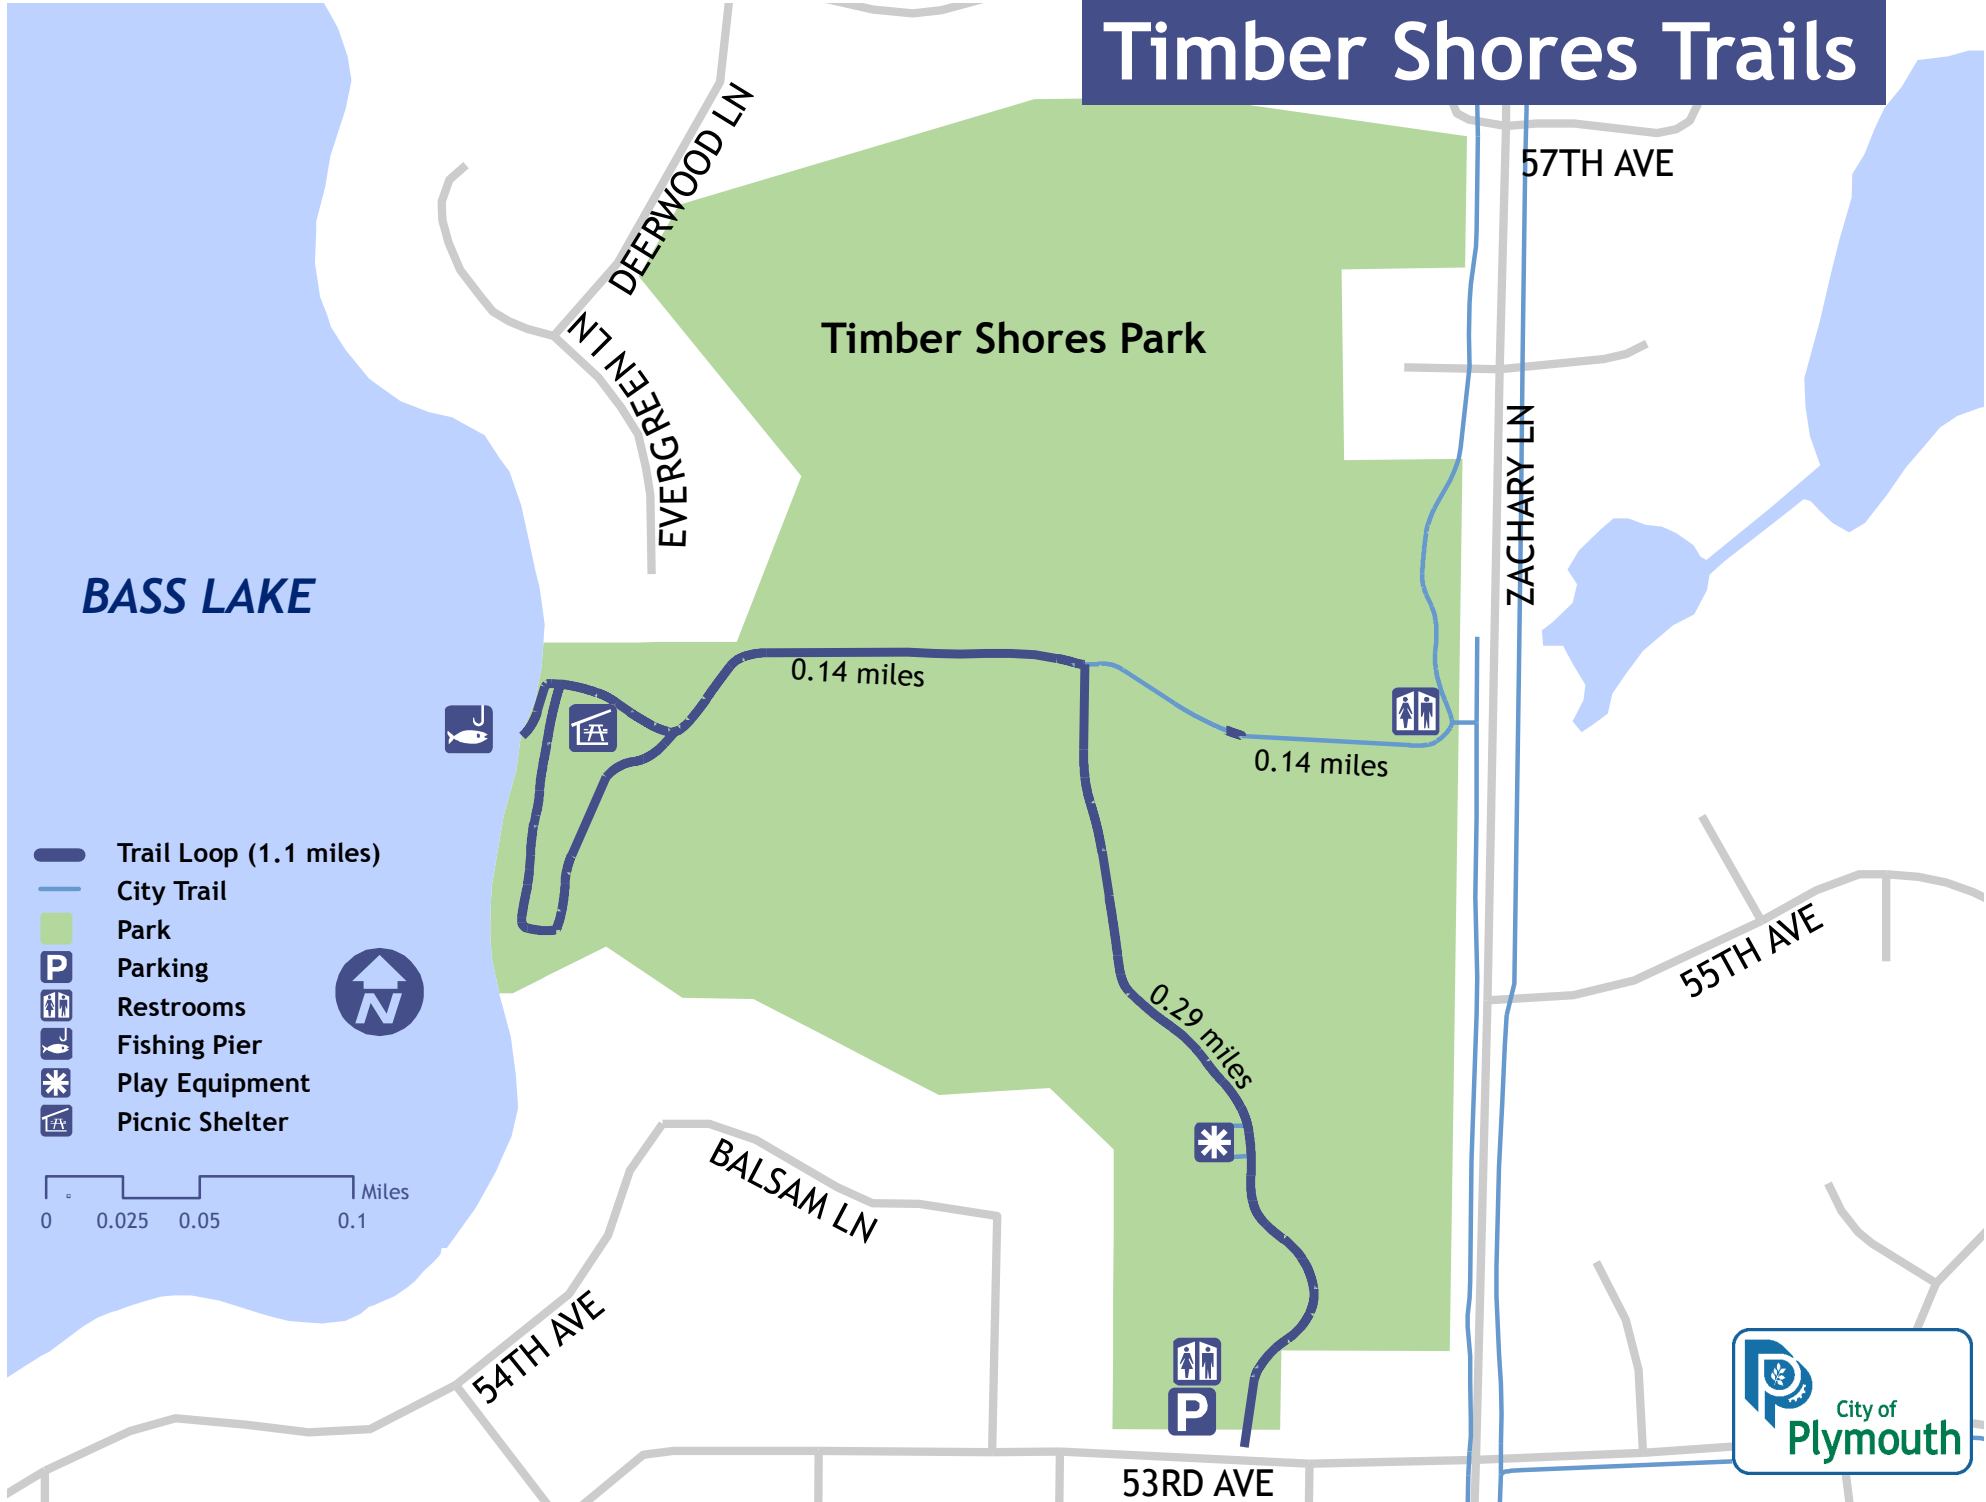 Timber Shores Trails
57TH AVE
DEERWOOD LN
EVERGREEN LN
Timber Shores Park
ZACHARY LN
BASS LAKE
0.14 miles
0.14 miles
0.29 miles
55TH AVE
BALSAM LN
54TH AVE
53RD AVE
P
Trail Loop (1.1 miles)
City Trail
Park
P Parking
Restrooms
Fishing Pier
Play Equipment
Picnic Shelter
N
Miles
0 0.025 0.05 0.1
City of
Plymouth